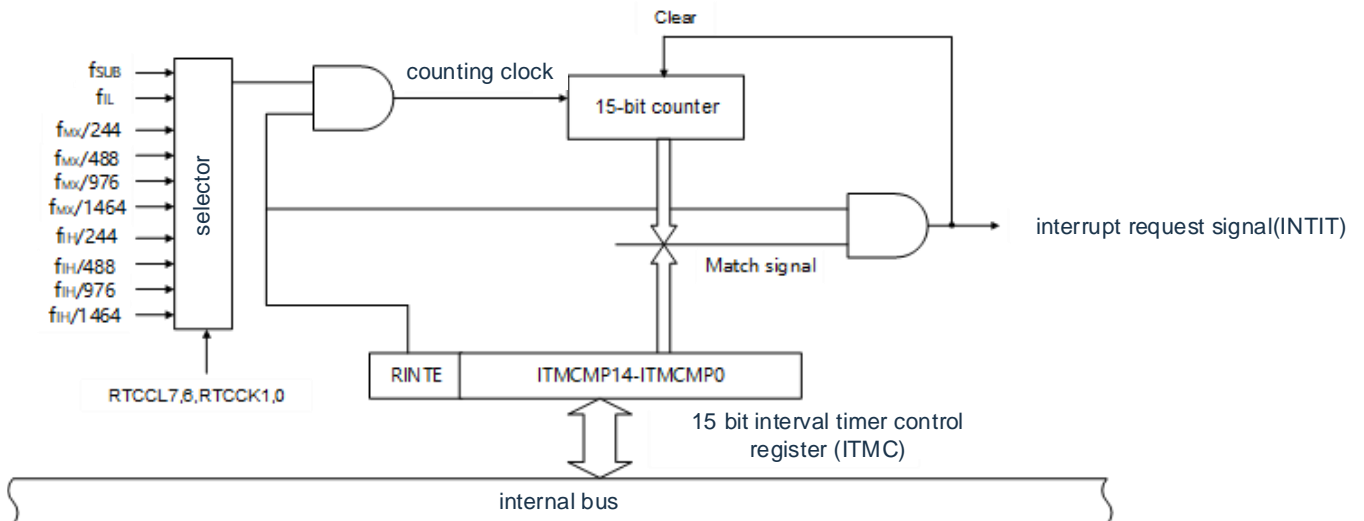 Clear
fSUB
fIL
fMX/244
fMX/488
fMX/976
fMX/1464
fIH/244
fIH/488
fIH/976
fIH/1464
selector
counting clock
15-bit counter
Match signal
interrupt request signal(INTIT)
RTCCL7,6,RTCCK1,0
RINTE
ITMCMP14-ITMCMP0
15 bit interval timer control
register (ITMC)
internal bus